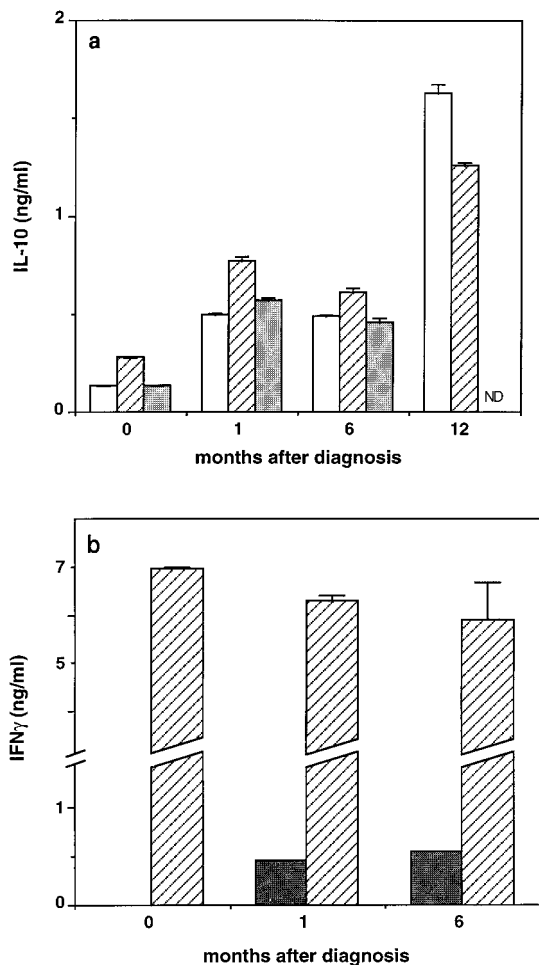 a
2
1
0
IL-10 (ng/ml)
ND
0 1 6 12
months after diagnosis
b
7
5
1
0
IFNγ (ng/ml)
0 1 6
months after diagnosis